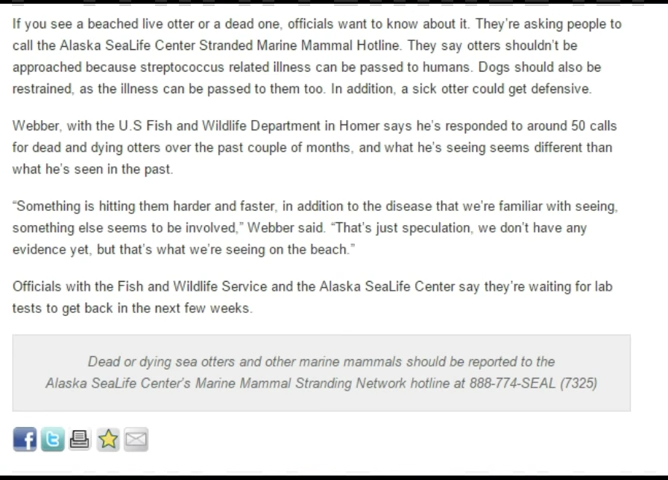 If you see a beached live otter or a dead one, officials want to know about it. They're asking people to
call the Alaska SeaLife Center Stranded Marine Mammal Hotline. They say otters shouldn't be
approached because streptococcus related illness can be passed to humans. Dogs should also be
restrained, as the illness can be passed to them too. In addition, a sick otter could get defensive.
Webber, with the U.S Fish and Wildlife Department in Homer says he's responded to around 50 calls
for dead and dying otters over the past couple of months, and what he's seeing seems different than
what he's seen in the past.
“Something is hitting them harder and faster, in addition to the disease that we're familiar with seeing,
something else seems to be involved,” Webber said. “That's just speculation, we don't have any
evidence yet, but that's what we're seeing on the beach.”
Officials with the Fish and Wildlife Service and the Alaska SeaLife Center say they're waiting for lab
tests to get back in the next few weeks.
Dead or dying sea otters and other marine mammals should be reported to the
Alaska SeaLife Center's Marine Mammal Stranding Network hotline at 888-774-SEAL (7325)